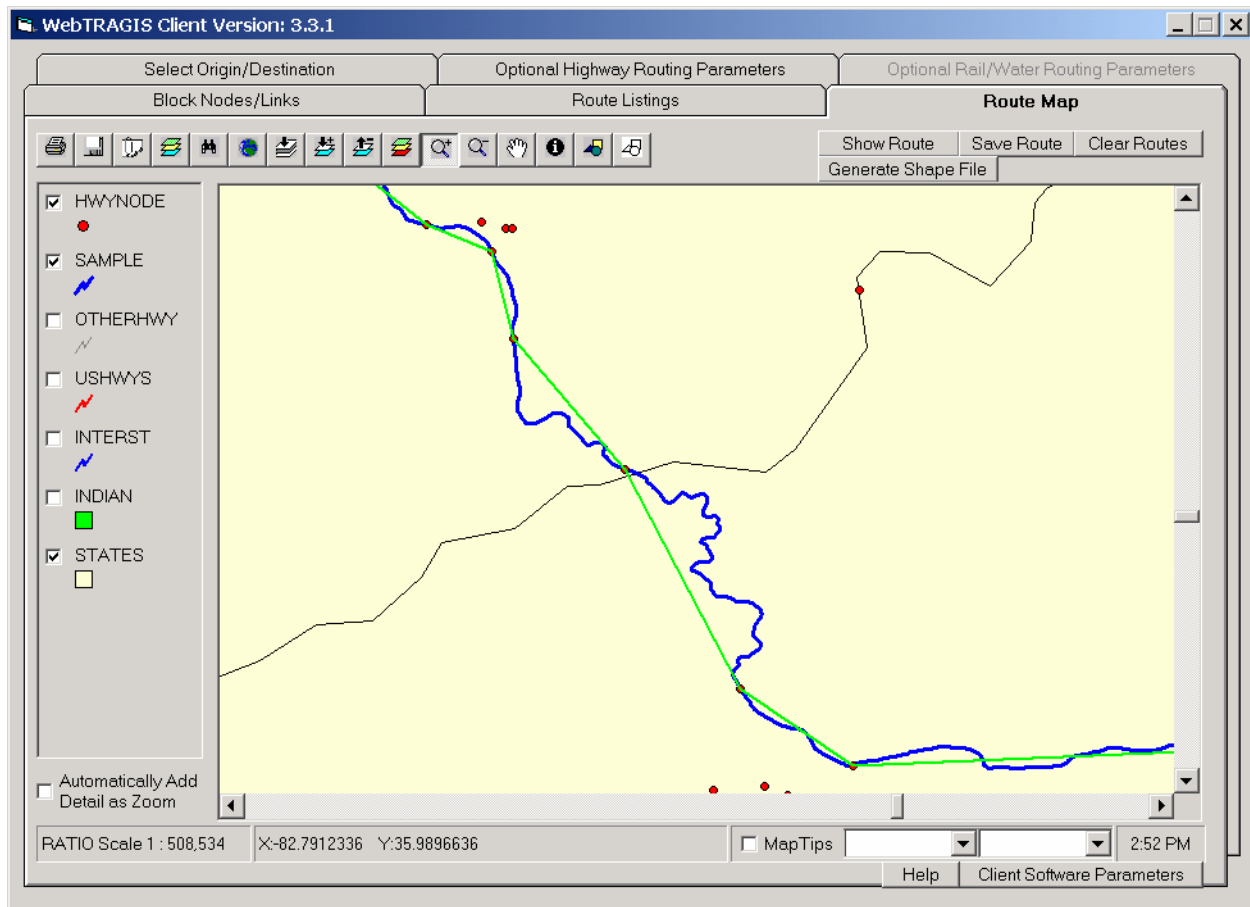 WebTRAGIS Client Version: 3.3.1
Select Origin/Destination
Optional Highway Routing Parameters
Optional Rail/Water Routing Parameters
Block Nodes/Links
Route Listings
Route Map
Show Route
Save Route
Clear Routes
Generate Shape File
HWYNODE
SAMPLE
OTHERHWY
USHWYS
INTERST
INDIAN
STATES
Automatically Add
Detail as Zoom
RATIO Scale 1 : 508,534
X:-82.7912336 Y:35.9896636
MapTips
2:52 PM
Help
Client Software Parameters